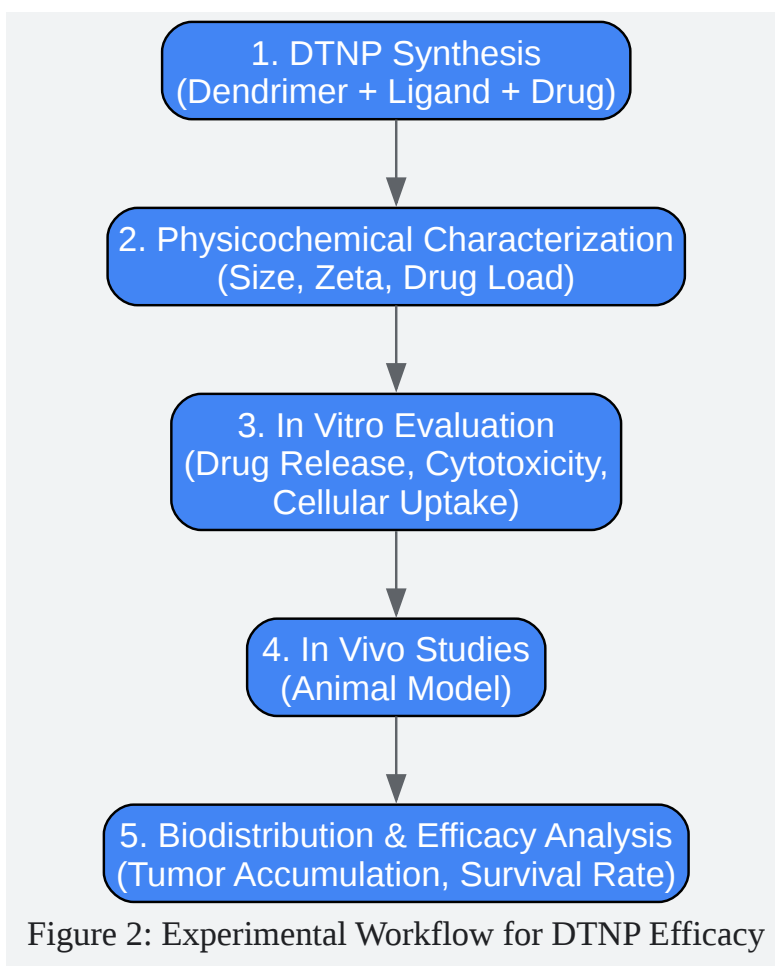 1. DTNP Synthesis
(Dendrimer + Ligand + Drug)
2. Physicochemical Characterization
(Size, Zeta, Drug Load)
3. In Vitro Evaluation
(Drug Release, Cytotoxicity,
Cellular Uptake)
4. In Vivo Studies
(Animal Model)
5. Biodistribution & Efficacy Analysis
(Tumor Accumulation, Survival Rate)
Figure 2: Experimental Workflow for DTNP Efficacy